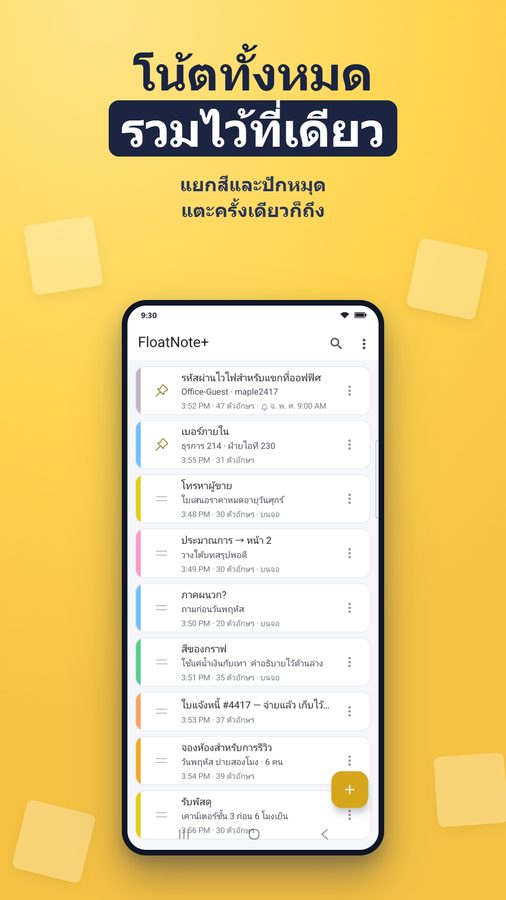 โน้ตทั้งหมด
รวมไว้ที่เดียว
แยกสีและปักหมุด
แตะครั้งเดียวก็ถึง
9:30
FloatNote+
รหัสผ่านไวไฟสำหรับแขกที่ออฟฟิศ
Office-Guest · maple2417
3:52 PM · 47 ตัวอักษร · จ. พ. ศ. 9:00 AM
เบอร์ภายใน
ธุรการ 214 · ฝ่ายไอที 230
3:55 PM · 31 ตัวอักษร
โทรหาผู้ขาย
ใบเสนอราคาหมดอายุวันศุกร์
3:48 PM · 30 ตัวอักษร · บนจอ
ประมาณการ → หน้า 2
วางใต้บทสรุปพอดี
3:49 PM · 30 ตัวอักษร · บนจอ
ภาคผนวก?
ถามก่อนวันพฤหัส
3:50 PM · 20 ตัวอักษร · บนจอ
สีของกราฟ
ใช้แค่น้ำเงินกับเทา คำอธิบายไว้ด้านล่าง
3:51 PM · 35 ตัวอักษร · บนจอ
ใบแจ้งหนี้ #4417 — จ่ายแล้ว เก็บไว้...
3:53 PM · 37 ตัวอักษร
จองห้องสำหรับการรีวิว
วันพฤหัส บ่ายสองโมง · 6 คน
3:54 PM · 39 ตัวอักษร
+
รับพัสดุ
เคาน์เตอร์ชั้น 3 ก่อน 6 โมงเย็น
3:56 PM · 30 ตัวอักษร